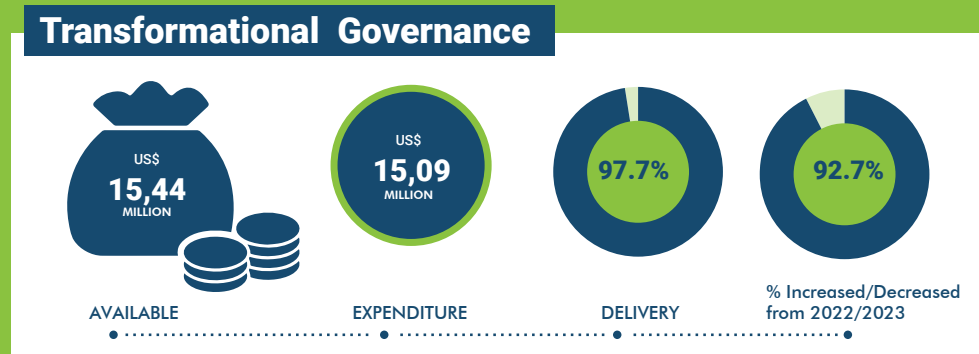 Transformational Governance
US$
15,44
MILLION
US$
15,09
MILLION
97.7%
92.7%
AVAILABLE
EXPENDITURE
DELIVERY
% Increased/Decreased
from 2022/2023